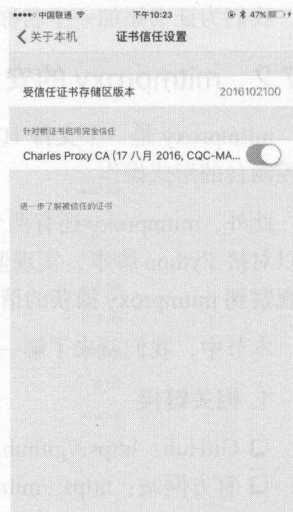 中国联通 下午10:23 47%
关于本机 证书信任设置
受信任证书存储区版本 2016102100
针对根证书启用完全信任
Charles Proxy CA (17 八月 2016, CQC-MA...
进一步了解被信任的证书